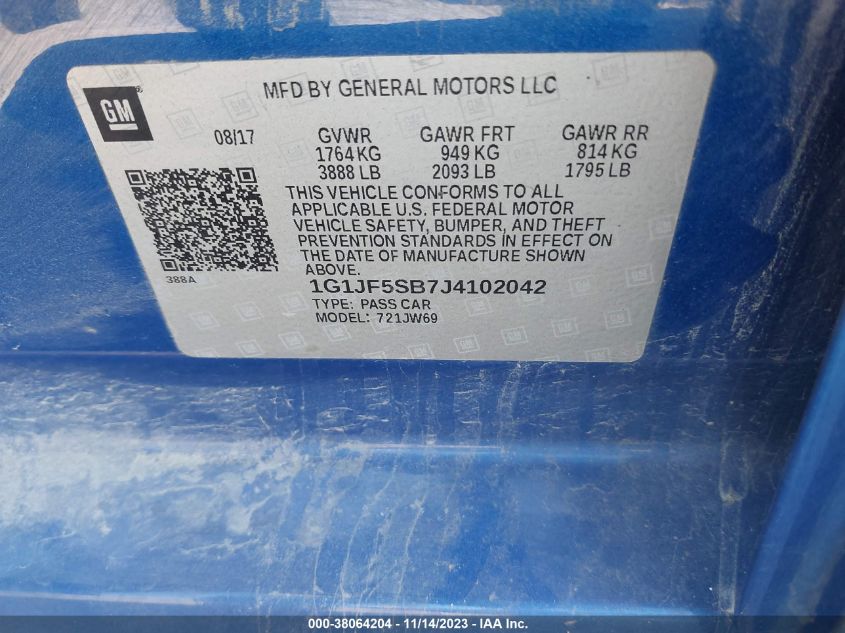 MFD BY GENERAL MOTORS LLC
GM
08/17 GVWR GAWR FRT GAWR RR
1764 KG 949 KG 814 KG
3888 LB 2093 LB 1795 LB
THIS VEHICLE CONFORMS TO ALL
APPLICABLE U.S. FEDERAL MOTOR
VEHICLE SAFETY, BUMPER, AND THEFT
PREVENTION STANDARDS IN EFFECT ON
THE DATE OF MANUFACTURE SHOWN
ABOVE.
388A
1G1JF5SB7J4102042
TYPE: PASS CAR
MODEL: 721JW69
000-38064204 - 11/14/2023 - IAA Inc.